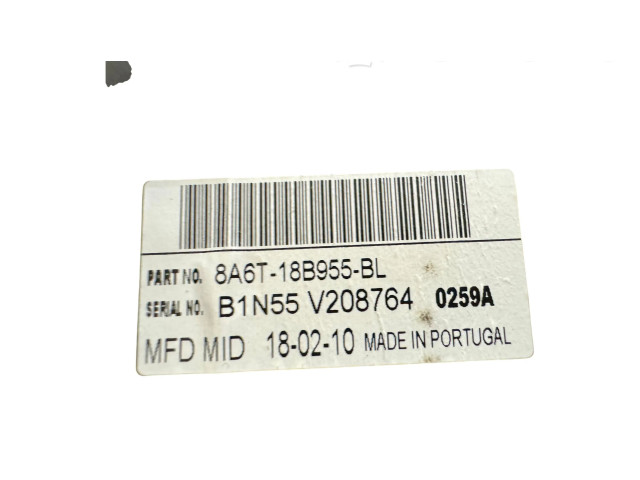 PART NO. 8A6T-18B955-BL
SERIAL NO. B1N55 V208764 0259A
MFD MID 18-02-10 MADE IN PORTUGAL